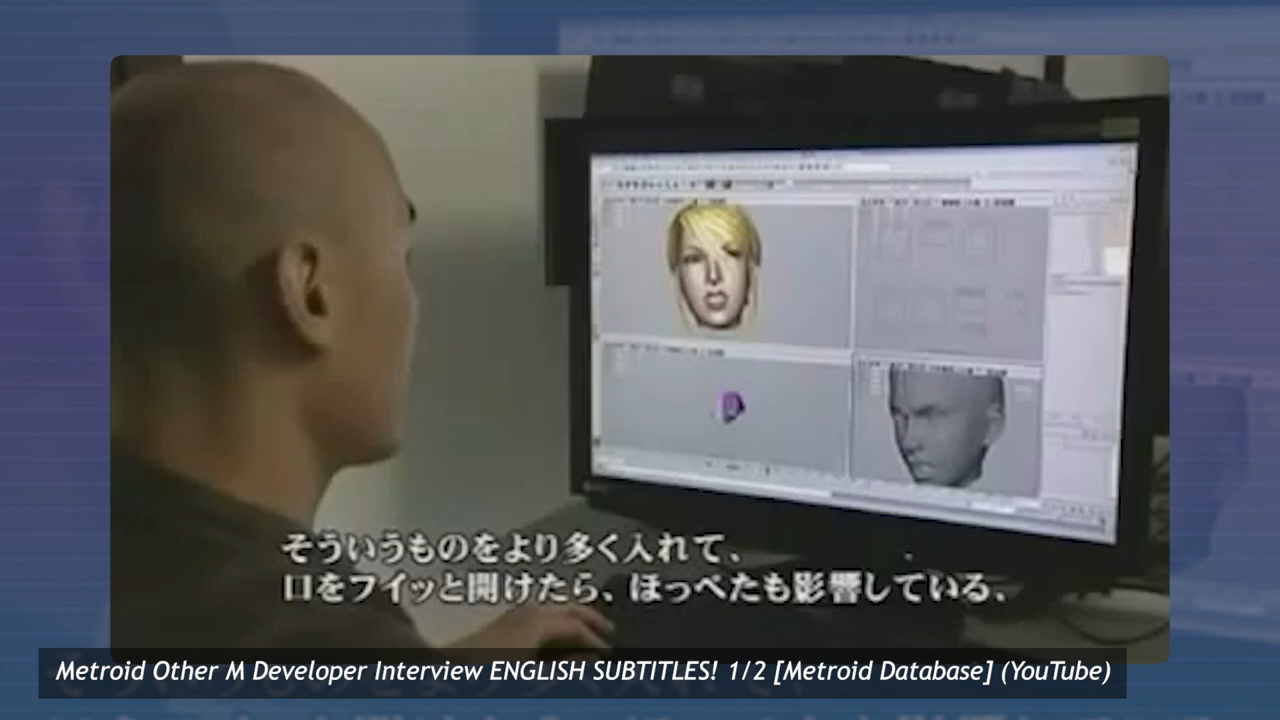 そういうものをより多く入れて、
口をフイッと開けたら、ほっぺたも影響している、
Metroid Other M Developer Interview ENGLISH SUBTITLES! 1/2 [Metroid Database] (YouTube)